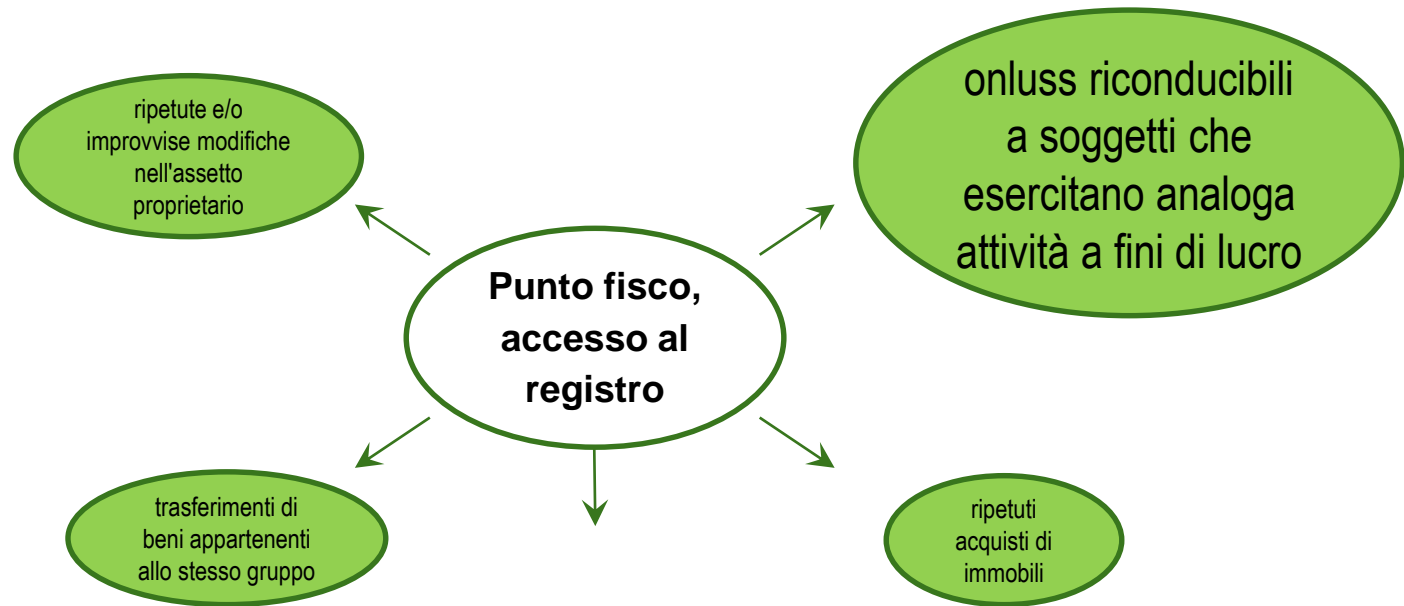 ripetute e/o
improvvise modifiche
nell'assetto
proprietario
onluss riconducibili
a soggetti che
esercitano analoga
attività a fini di lucro
Punto fisco,
accesso al
registro
trasferimenti di
beni appartenenti
allo stesso gruppo
ripetuti
acquisti di
immobili